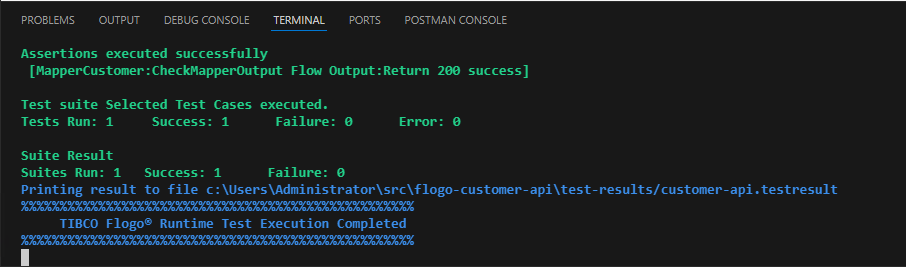 PROBLEMS OUTPUT DEBUG CONSOLE TERMINAL PORTS POSTMAN CONSOLE
Assertions executed successfully
[MapperCustomer:CheckMapperOutput Flow Output:Return 200 success]
Test suite Selected Test Cases executed.
Tests Run: 1 Success: 1 Failure: 0 Error: 0
Suite Result
Suites Run: 1 Success: 1 Failure: 0
Printing result to file c:\Users\Administrator\src\flogo-customer-api\test-results/customer-api.testresult
%%%%%%%%%%%%%%%%%%%%%%%%%%%%%%%%%%%%%%%%%%%%%%%%%%%
TIBCO Flogo® Runtime Test Execution Completed
%%%%%%%%%%%%%%%%%%%%%%%%%%%%%%%%%%%%%%%%%%%%%%%%%%%